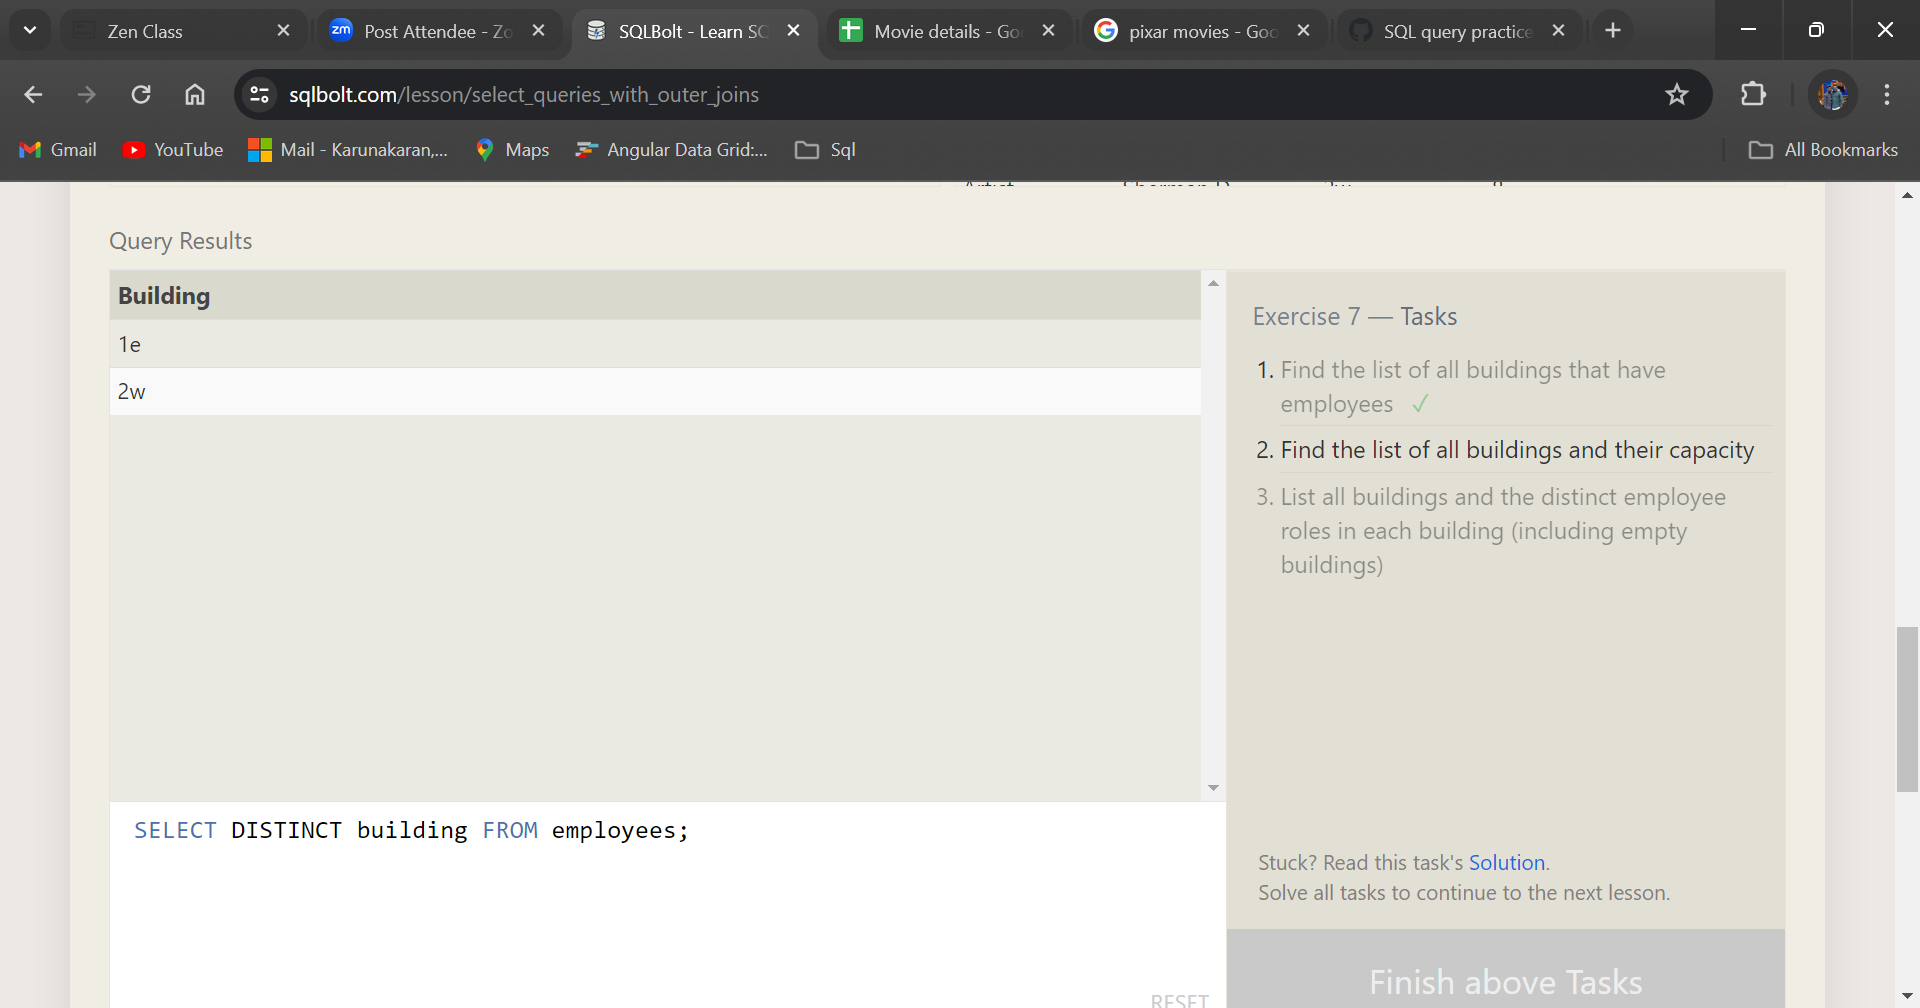 Zen Class
Post Attendee - Zo
SQLBolt - Learn SC
Movie details - Go
pixar movies - Goo
SQL query practice
sqlbolt.com/lesson/select_queries_with_outer_joins
Gmail
YouTube
Mail - Karunakaran,...
Maps
Angular Data Grid:...
Sql
All Bookmarks
Query Results
Building
1e
2w
Exercise 7 — Tasks
1. Find the list of all buildings that have
employees ✓
2. Find the list of all buildings and their capacity
3. List all buildings and the distinct employee
roles in each building (including empty
buildings)
SELECT DISTINCT building FROM employees;
Stuck? Read this task's Solution.
Solve all tasks to continue to the next lesson.
Finish above Tasks
RESET